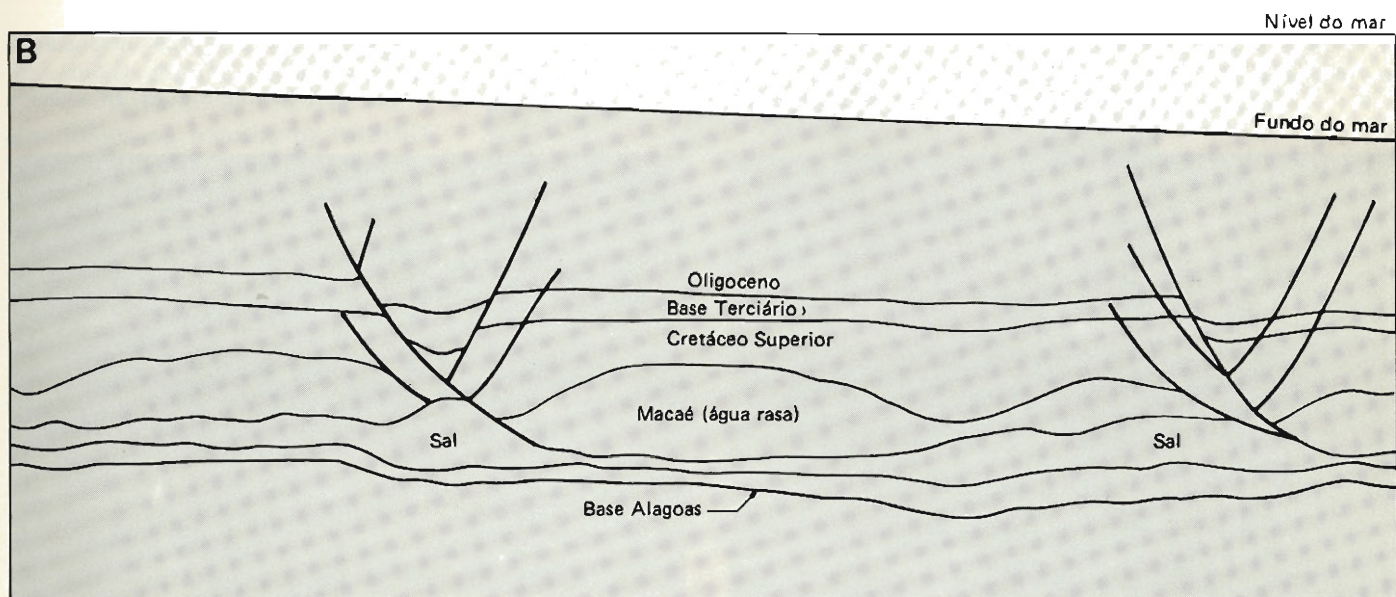 Nível do mar
B
Fundo do mar
Oligoceno
Base Terciário
Cretáceo Superior
Macaé (água rasa)
Sal
Sal
Base Alagoas